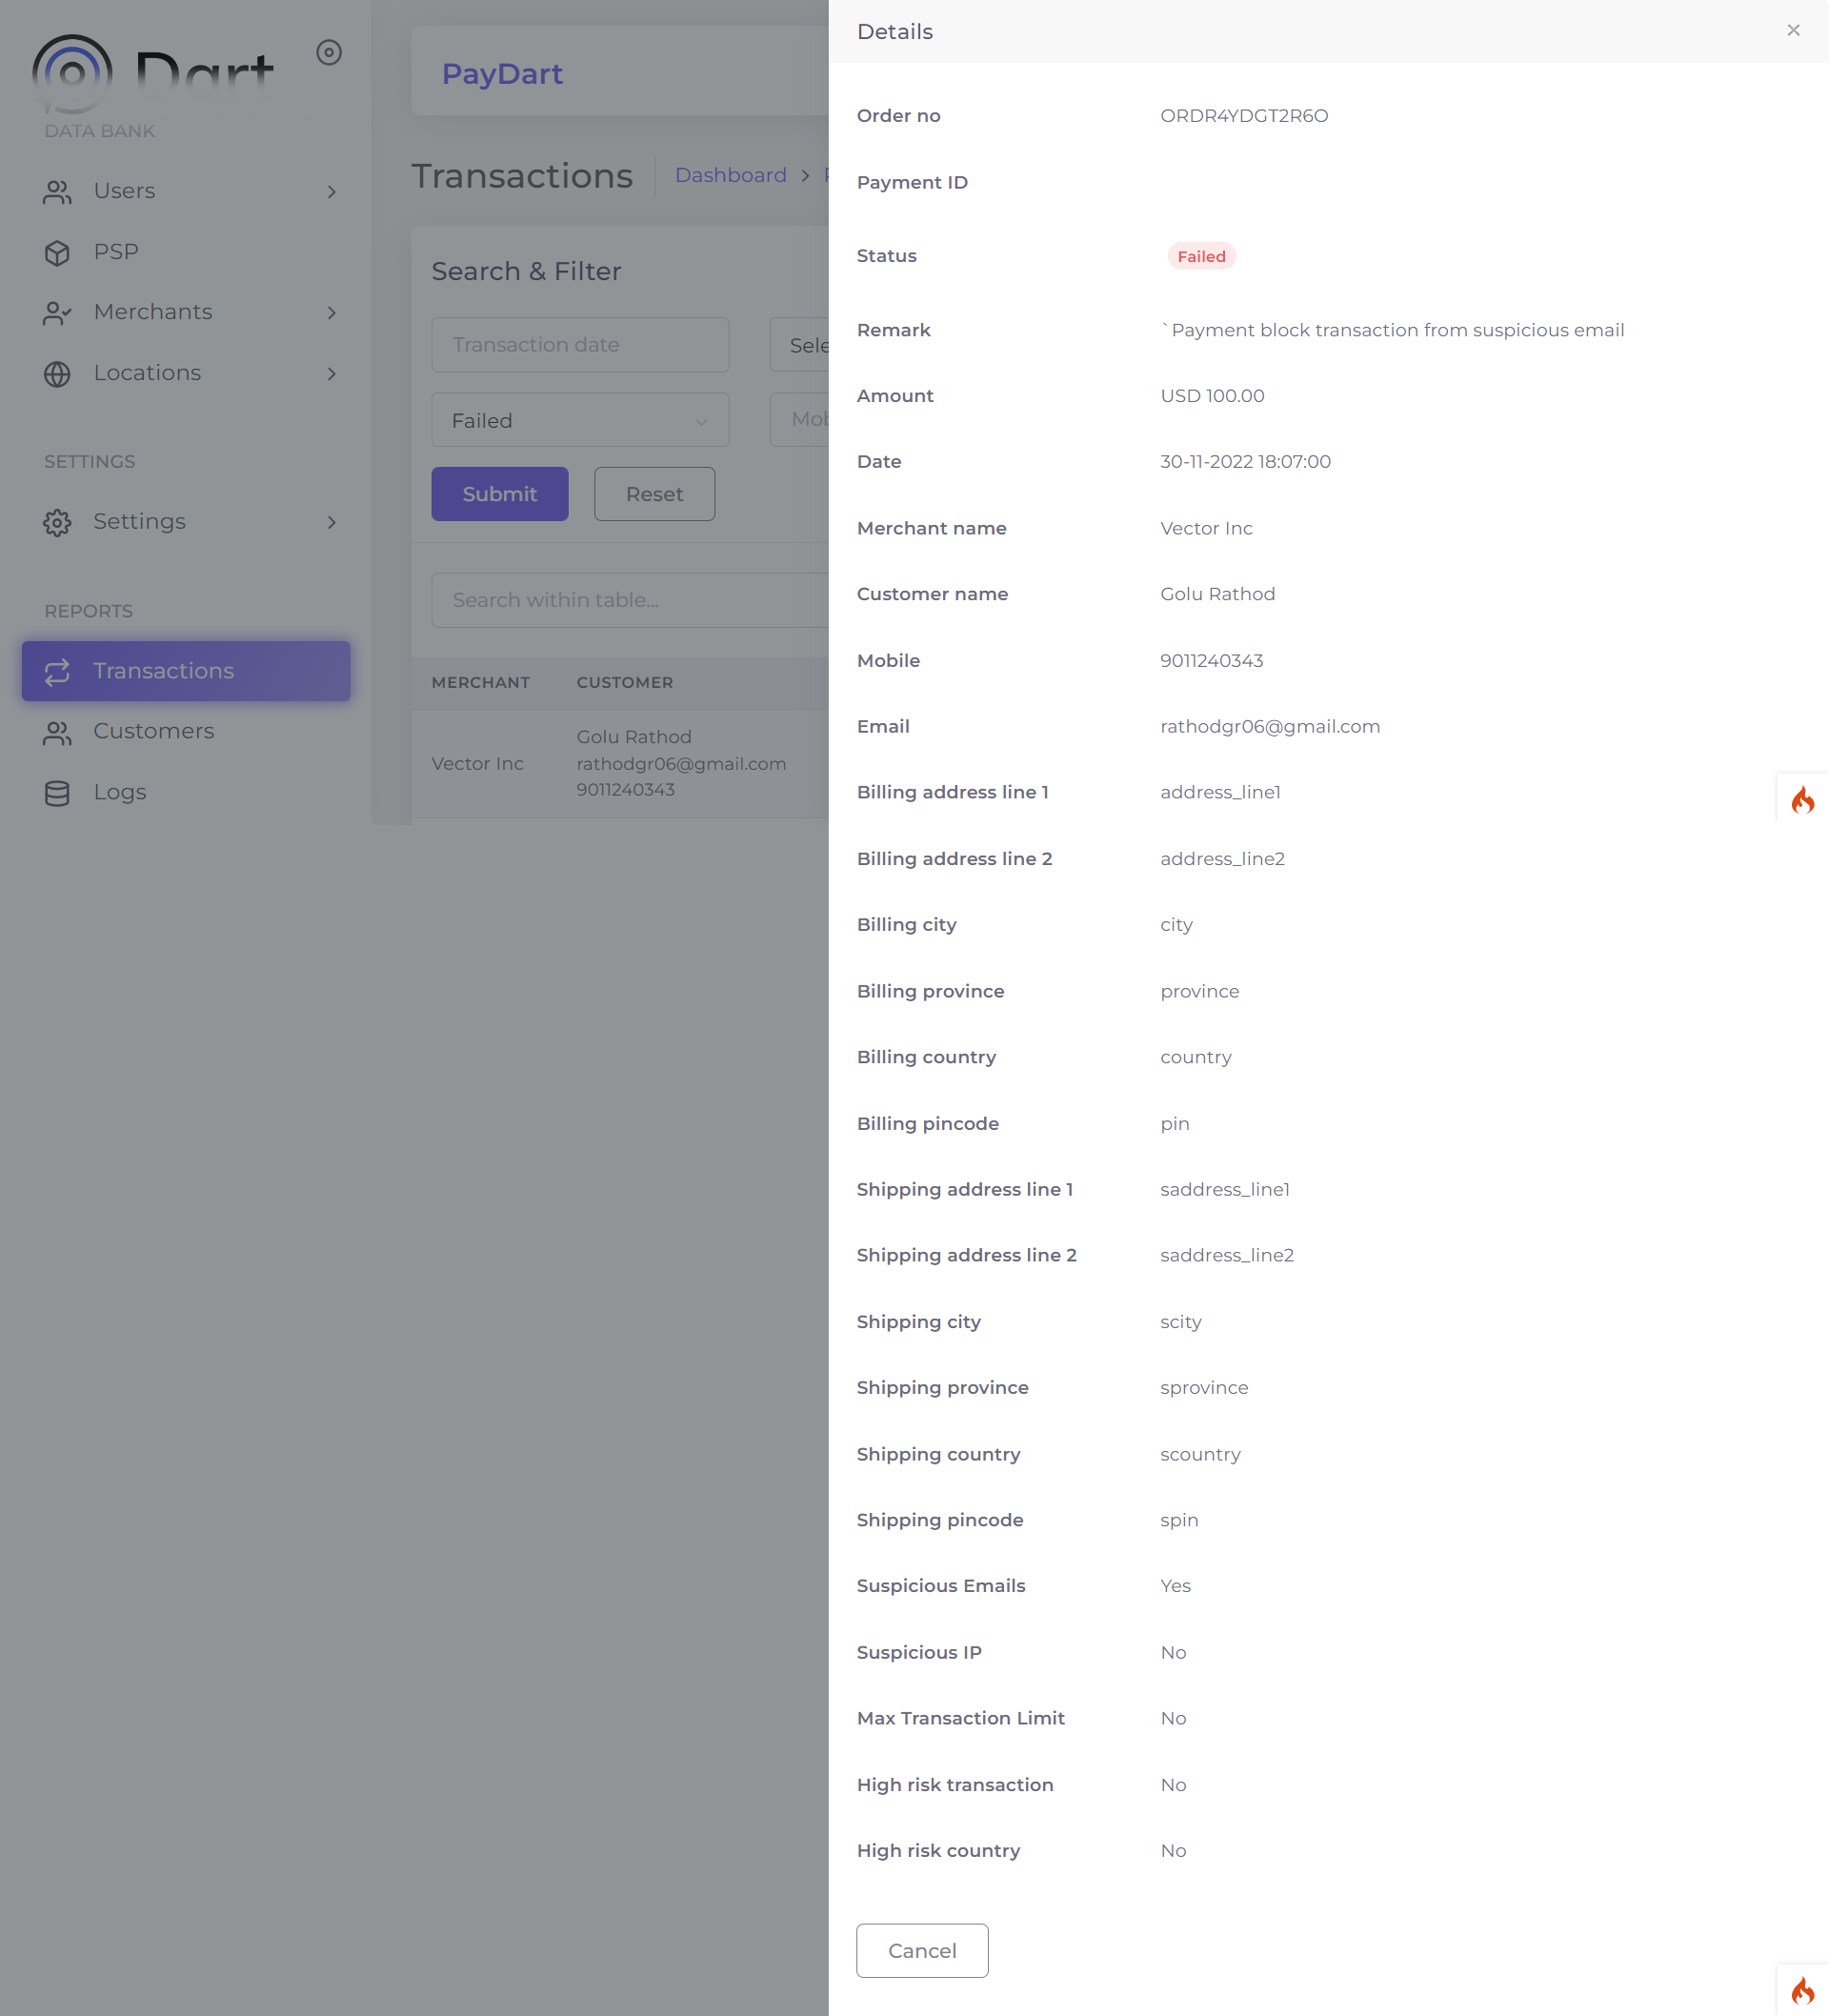 Dart
DATA BANK
Users
PSP
Merchants
Locations
SETTINGS
Settings
REPORTS
Transactions
Customers
Logs
PayDart
Transactions
Dashboard
Search & Filter
Transaction date
Failed
Submit
Reset
Search within table...
MERCHANT CUSTOMER
Vector Inc
Golu Rathod
rathodgr06@gmail.com
9011240343
Details
Order no ORDR4YDGT2R6O
Payment ID
Status Failed
Remark `Payment block transaction from suspicious email
Amount USD 100.00
Date 30-11-2022 18:07:00
Merchant name Vector Inc
Customer name Golu Rathod
Mobile 9011240343
Email rathodgr06@gmail.com
Billing address line 1 address_line1
Billing address line 2 address_line2
Billing city city
Billing province province
Billing country country
Billing pincode pin
Shipping address line 1 saddress_line1
Shipping address line 2 saddress_line2
Shipping city scity
Shipping province sprovince
Shipping country scountry
Shipping pincode spin
Suspicious Emails Yes
Suspicious IP No
Max Transaction Limit No
High risk transaction No
High risk country No
Cancel